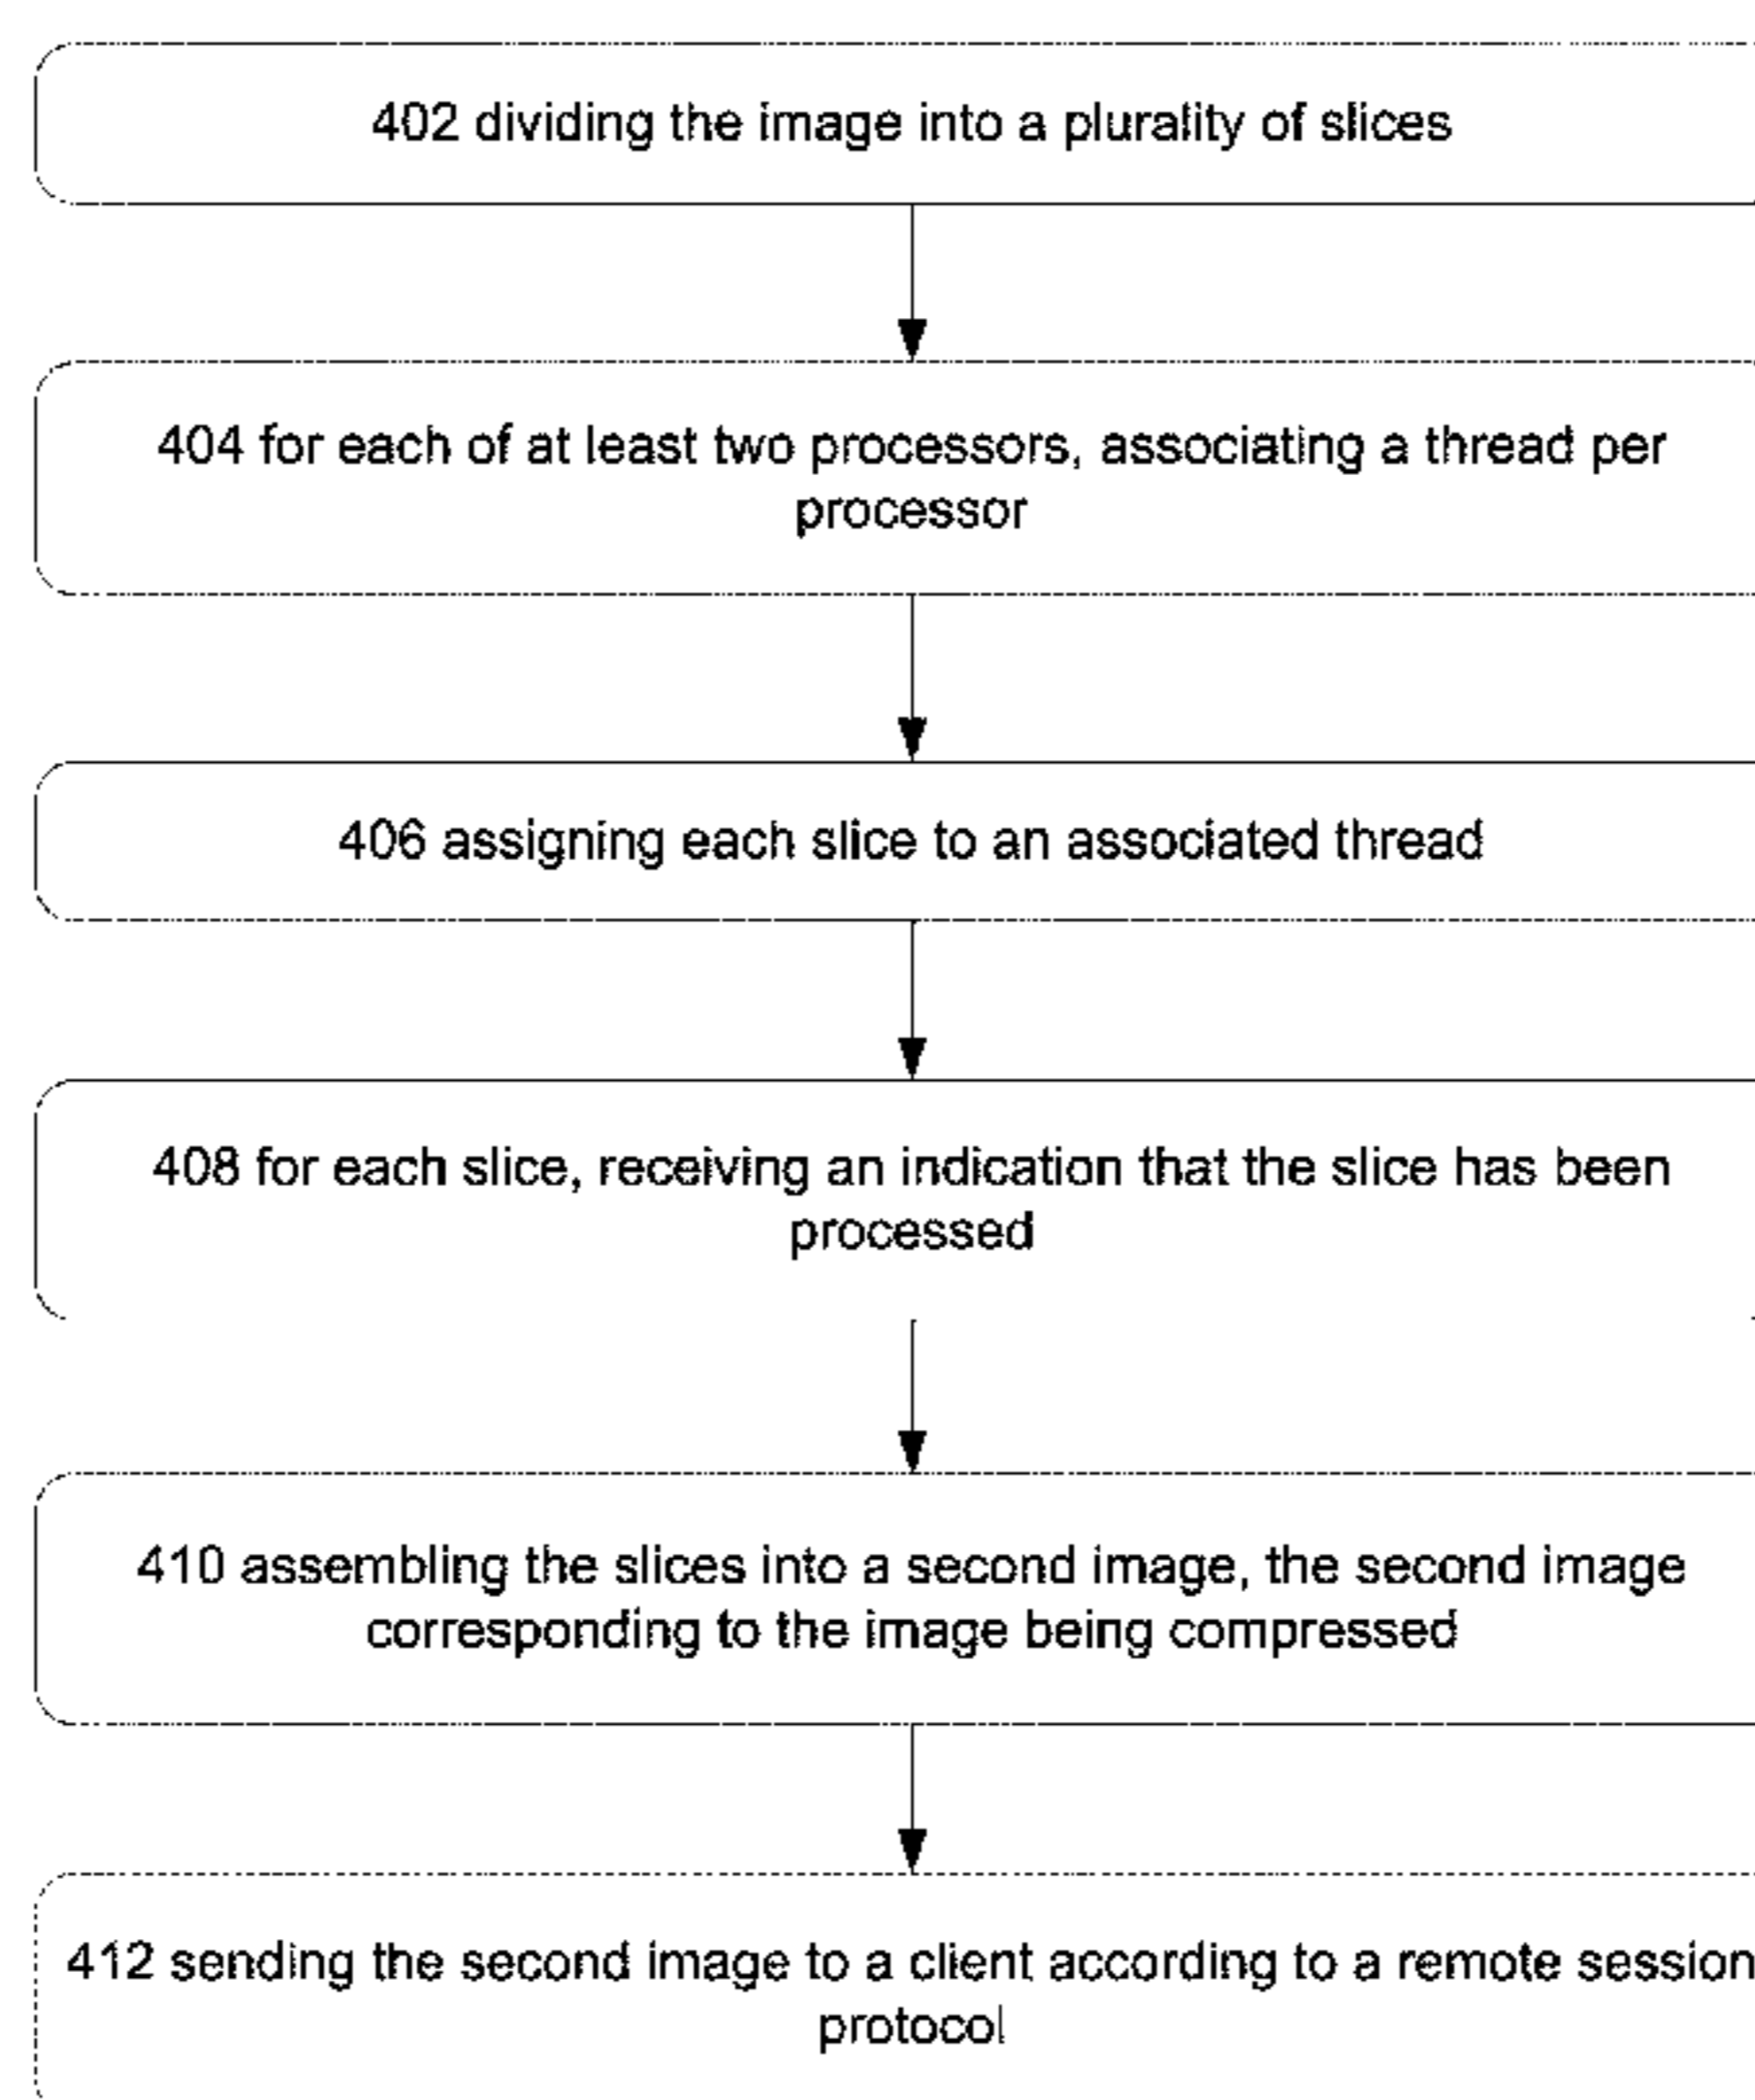 402 dividing the image into a plurality of slices
404 for each of at least two processors, associating a thread per
processor
406 assigning each slice to an associated thread
408 for each slice, receiving an indication that the slice has been
processed
410 assembling the slices into a second image, the second image
corresponding to the image being compressed
412 sending the second image to a client according to a remote session
protocol